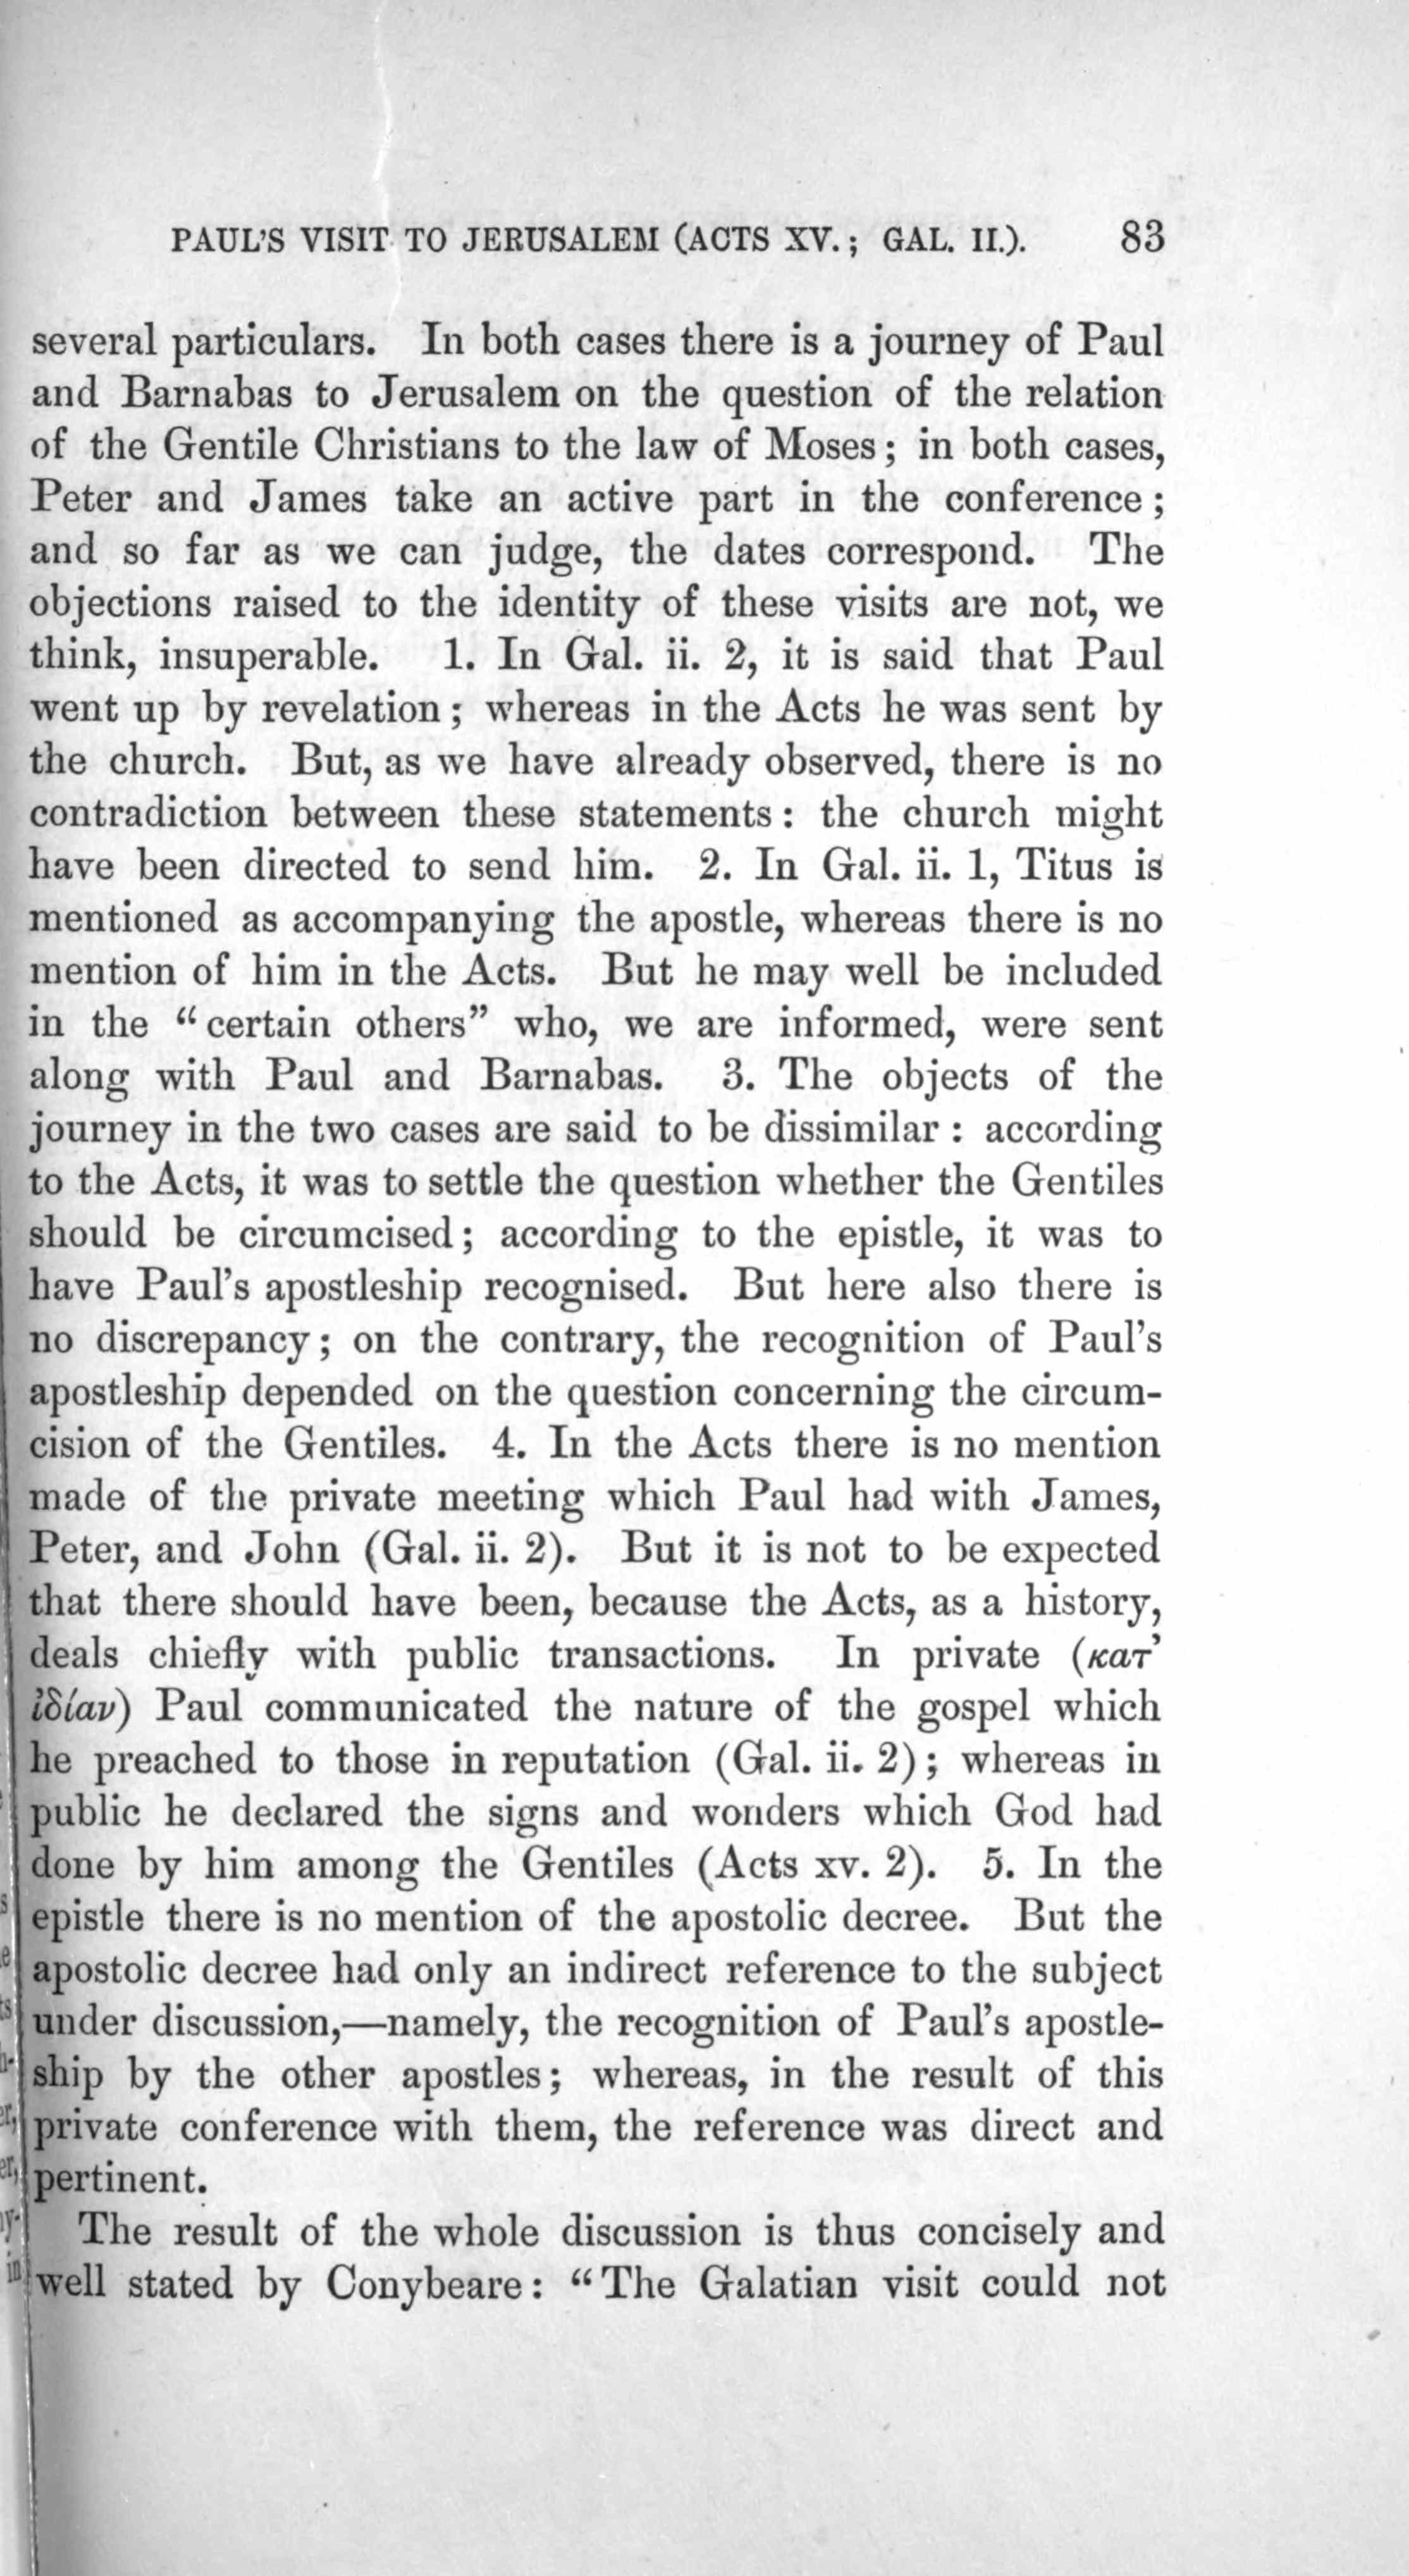 PAUL'S VISIT TO JERUSALEM (ACTS XV.; GAL. II.). 83
several particulars. In both cases there is a journey of Paul
and Barnabas to Jerusalem on the question of the relation
of the Gentile Christians to the law of Moses; in both cases,
Peter and James take an active part in the conference;
and so far as we can judge, the dates correspond. The
objections raised to the identity of these visits are not, we
think, insuperable. 1. In Gal. ii. 2, it is said that Paul
went up by revelation; whereas in the Acts he was sent by
the church. But, as we have already observed, there is no
contradiction between these statements: the church might
have been directed to send him. 2. In Gal. ii. 1, Titus is
mentioned as accompanying the apostle, whereas there is no
mention of him in the Acts. But he may well be included
in the "certain others" who, we are informed, were sent
along with Paul and Barnabas. 3. The objects of the
journey in the two cases are said to be dissimilar: according
to the Acts, it was to settle the question whether the Gentiles
should be circumcised; according to the epistle, it was to
have Paul's apostleship recognised. But here also there is
no discrepancy; on the contrary, the recognition of Paul's
apostleship depended on the question concerning the circum-
cision of the Gentiles. 4. In the Acts there is no mention
made of the private meeting which Paul had with James,
Peter, and John (Gal. ii. 2). But it is not to be expected
that there should have been, because the Acts, as a history,
deals chiefly with public transactions. In private (κατ’
ἰδίαν) Paul communicated the nature of the gospel which
he preached to those in reputation (Gal. ii. 2); whereas in
public he declared the signs and wonders which God had
done by him among the Gentiles (Acts xv. 2). 5. In the
epistle there is no mention of the apostolic decree. But the
apostolic decree had only an indirect reference to the subject
under discussion,—namely, the recognition of Paul's apostle-
ship by the other apostles; whereas, in the result of this
private conference with them, the reference was direct and
pertinent.
The result of the whole discussion is thus concisely and
well stated by Conybeare: "The Galatian visit could not